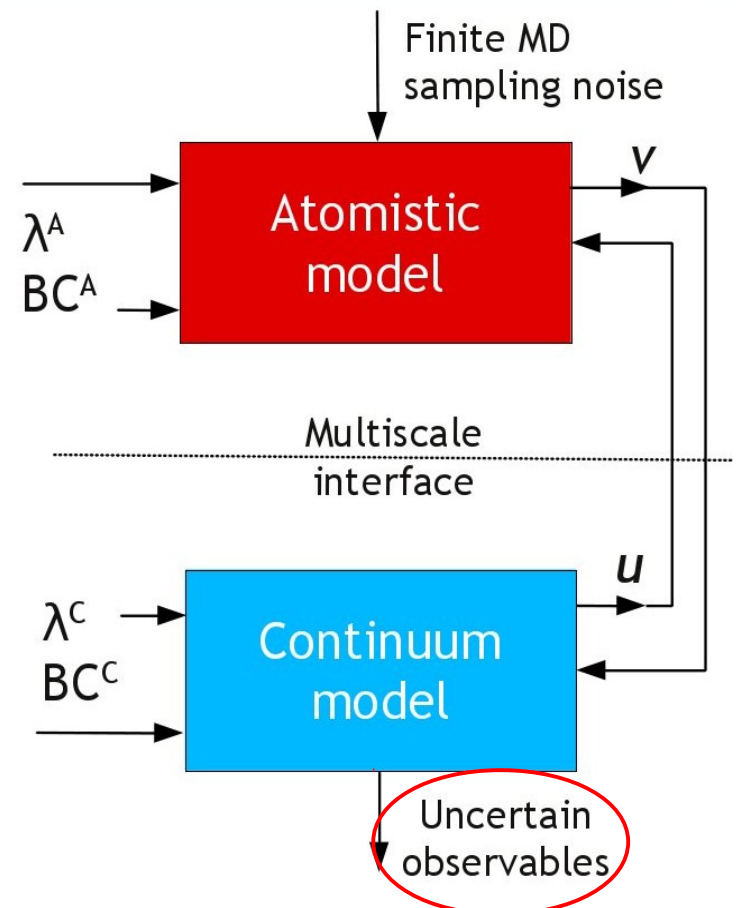 Finite MD
sampling noise
v
Atomistic
model
λᴬ
BCᴬ
Multiscale
interface
u
λᶜ
BCᶜ
Continuum
model
Uncertain
observables